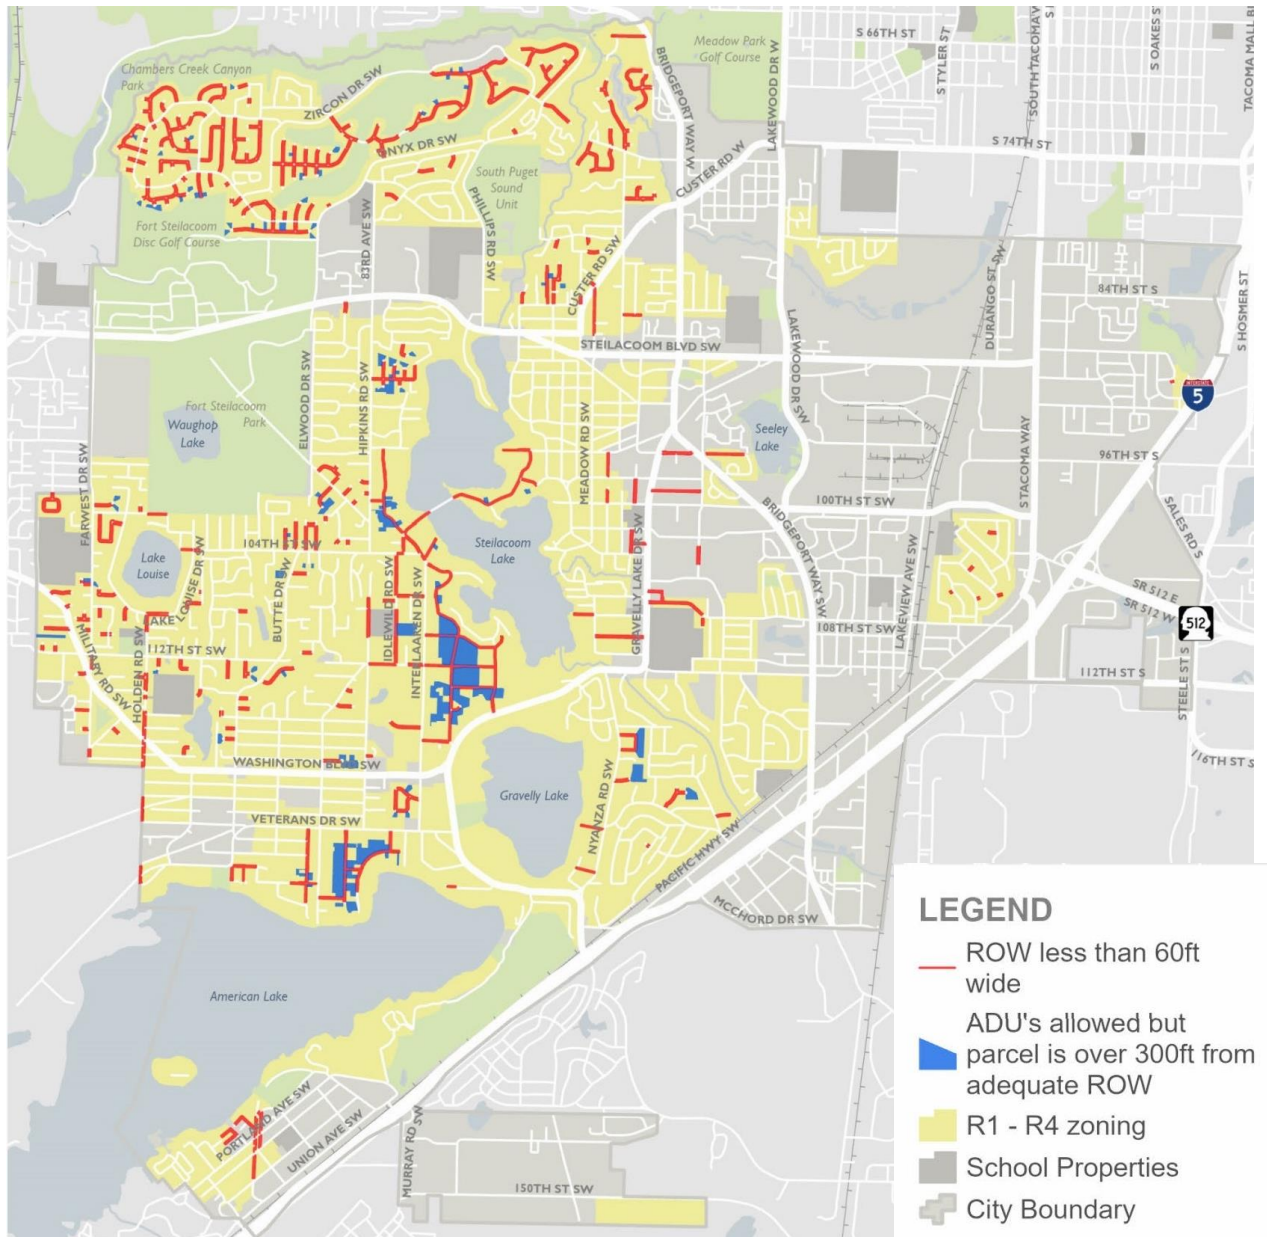 Meadow Park
Golf Course
S 66TH ST
S TYLER ST
SOUTH TACOMA W
S OAKES S
TACOMA MALL BL
Chambers Creek Canyon
Park
ZIRCON DR SW
BRIDGEPORT WAY W
LAKEWOOD DR W
S 74TH ST
ONYX DR SW
CUSTER RD W
South Puget
Sound
Unit
PHILLIPS RD SW
83RD AVE SW
Fort Steilacoom
Disc Golf Course
CUSTER RD SW
DURANGO ST SW
84TH ST S
S HOSMER ST
STEILACOOM BLVD SW
LAKEWOOD DR SW
INTERSTATE
5
ELWOOD DR SW
HIPKINS RD SW
Fort Steilacoom
Park
Waughop
Lake
MEADOW RD SW
Seeley
Lake
S TACOMA WAY
96TH ST S
FARWEST DR SW
100TH ST SW
BRIDGEPORT WAY SW
SALES RD S
104TH ST SW
Steilacoom
Lake
GRAVELLY LAKE DR SW
LAKEVIEW AVE SW
Lake
Louise
LAKE LOUISE DR SW
BUTTE DR SW
IDLEWILD RD SW
INTERLAAKEN DR SW
SR 512 E
SR 512 W
512
108TH ST SW
MILITARY RD SW
HOLDEN RD SW
112TH ST SW
112TH ST S
STEELE ST S
116TH ST S
WASHINGTON BLVD SW
Gravelly Lake
NYANZA RD SW
VETERANS DR SW
PACIFIC HWY SW
MCCHORD DR SW
American Lake
PORTLAND AVE SW
UNION AVE SW
MURRAY RD SW
150TH ST SW
LEGEND
ROW less than 60ft
wide
ADU's allowed but
parcel is over 300ft from
adequate ROW
R1 - R4 zoning
School Properties
City Boundary